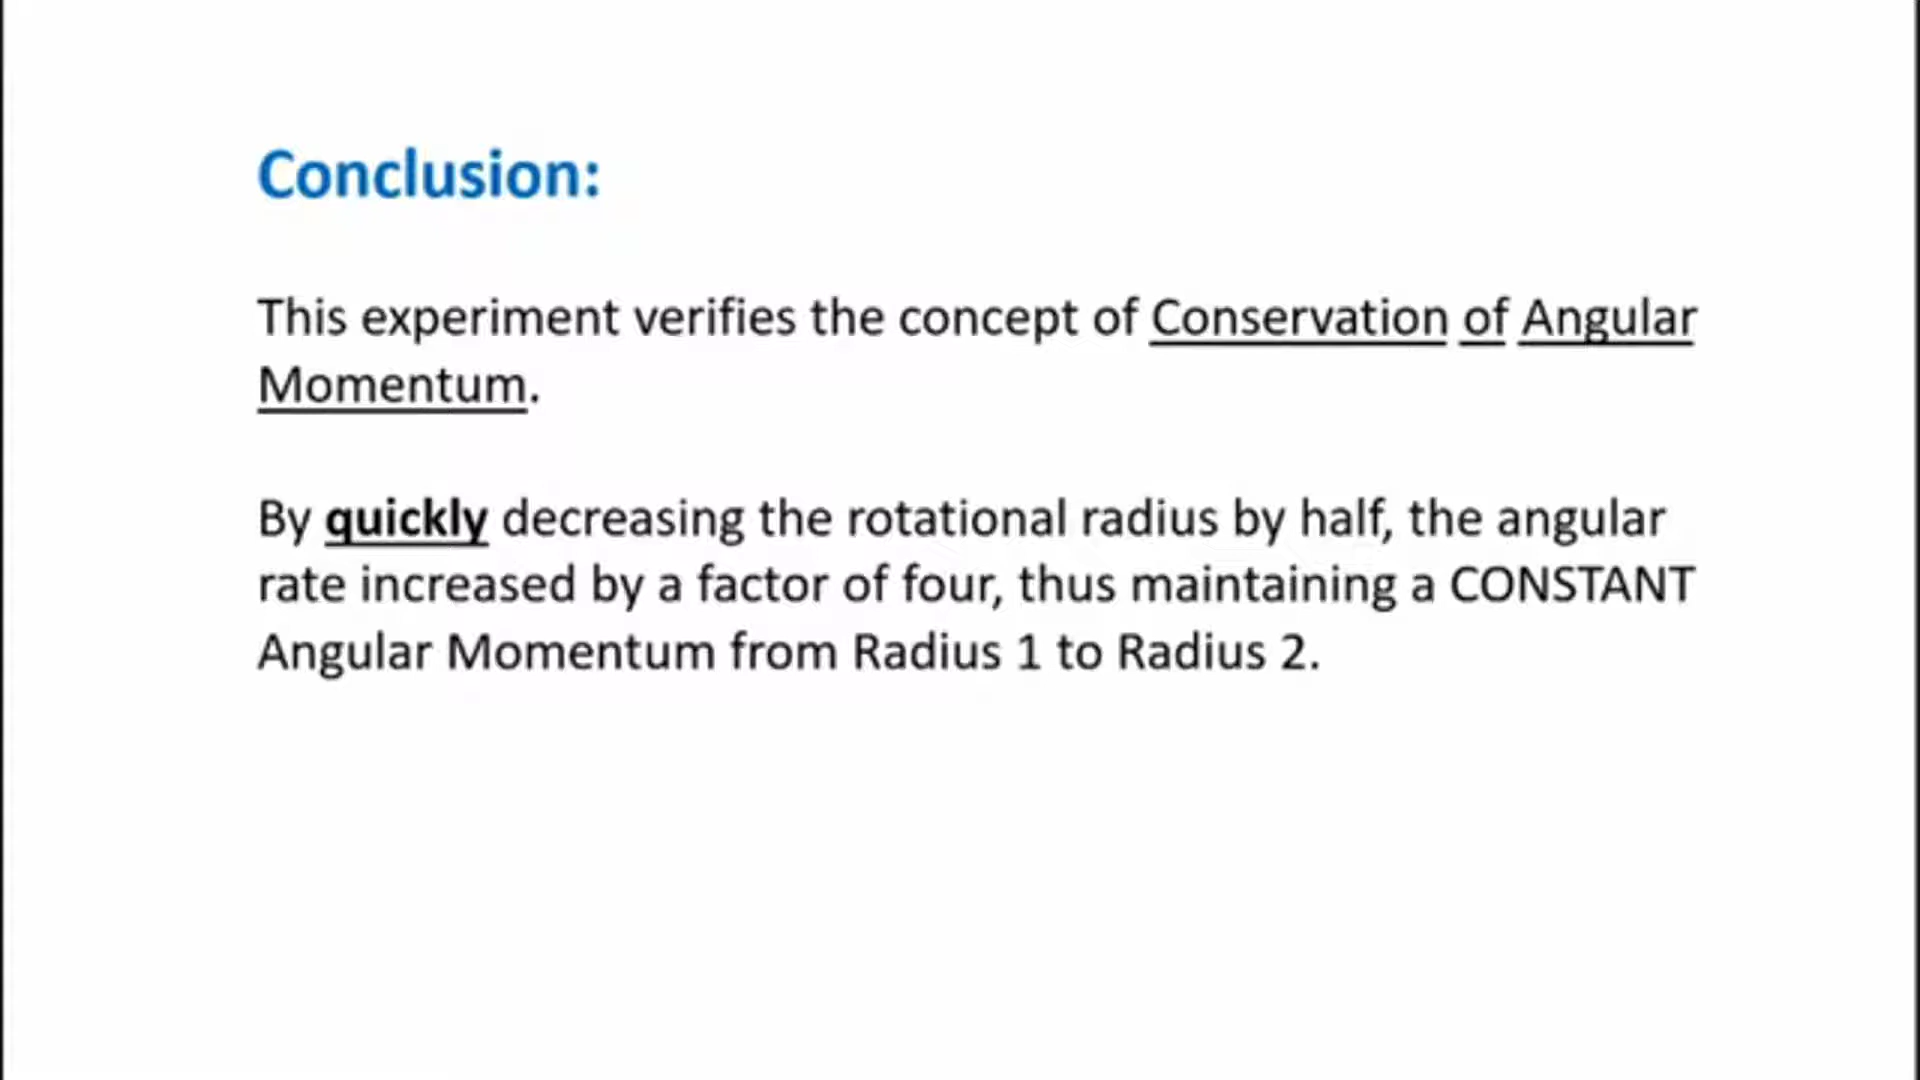 Conclusion:
This experiment verifies the concept of Conservation of Angular
Momentum.
By quickly decreasing the rotational radius by half, the angular
rate increased by a factor of four, thus maintaining a CONSTANT
Angular Momentum from Radius 1 to Radius 2.